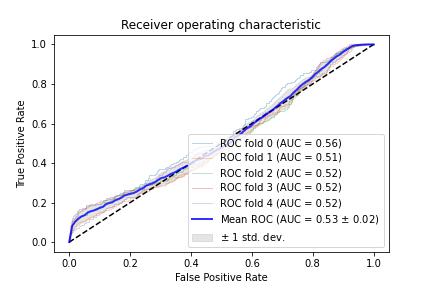 Receiver operating characteristic
True Positive Rate
1.0
0.8
0.6
0.4
0.2
0.0
ROC fold 0 (AUC = 0.56)
ROC fold 1 (AUC = 0.51)
ROC fold 2 (AUC = 0.52)
ROC fold 3 (AUC = 0.52)
ROC fold 4 (AUC = 0.52)
Mean ROC (AUC = 0.53 ± 0.02)
± 1 std. dev.
0.0 0.2 0.4 0.6 0.8 1.0
False Positive Rate